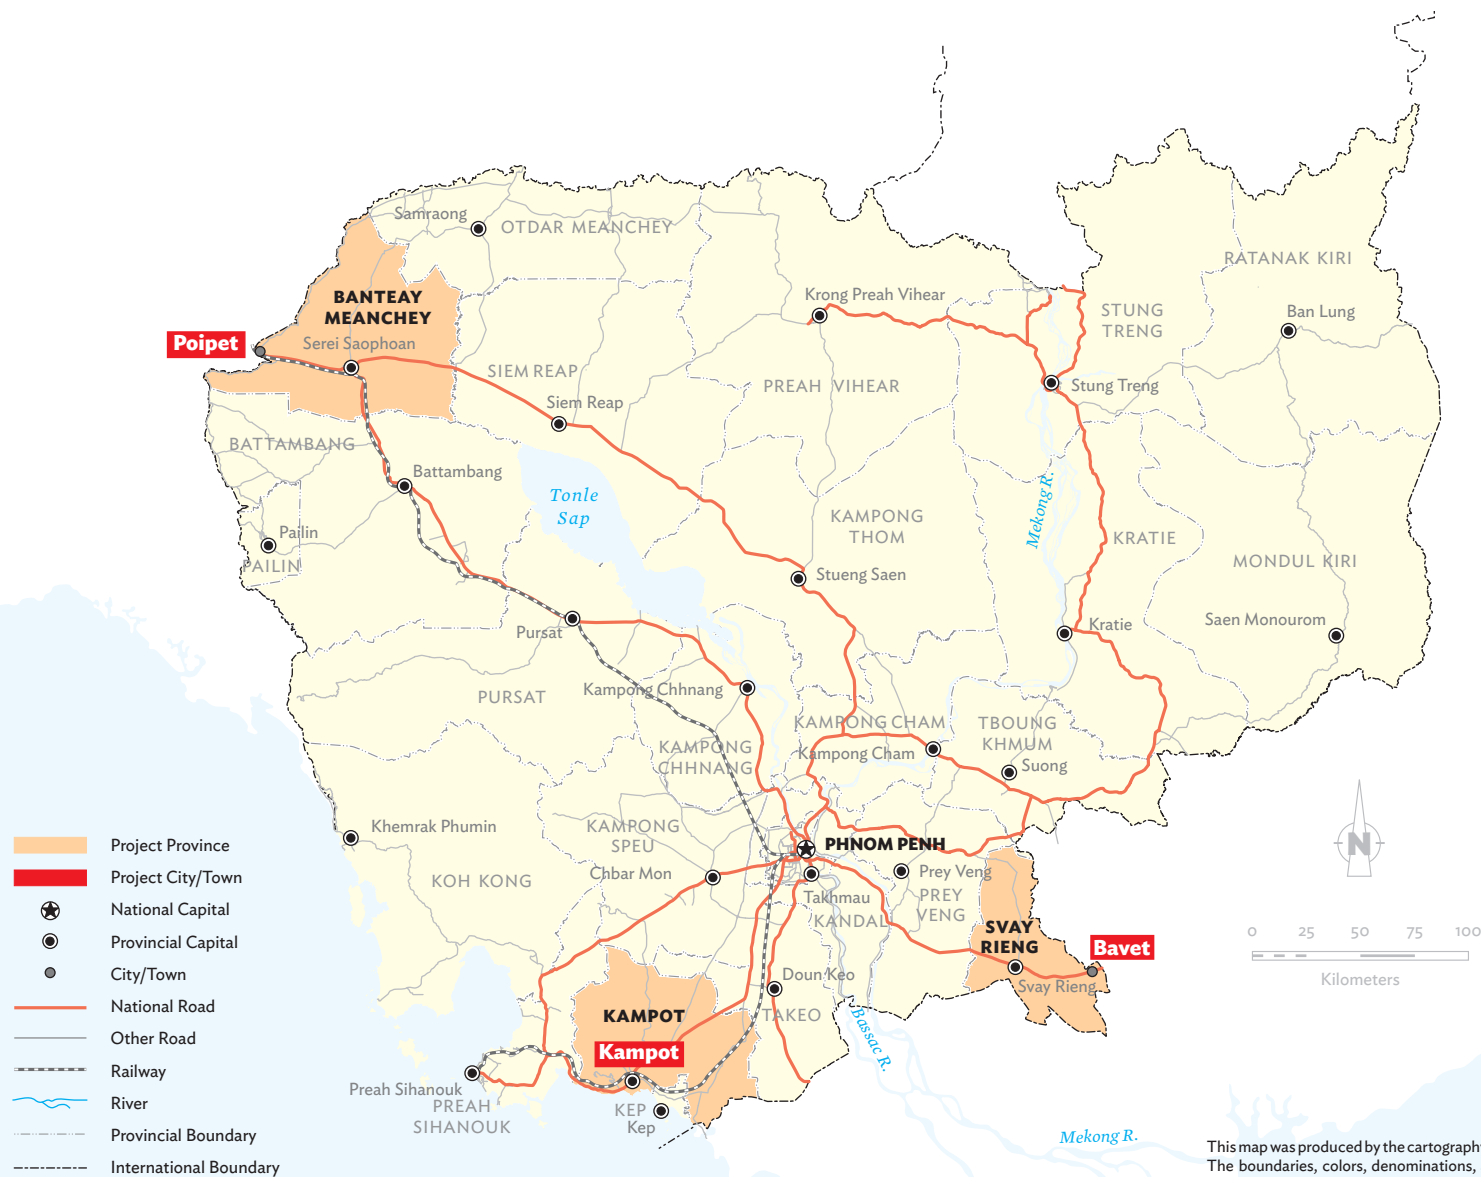 Samraong
OTDAR MEANCHEY
RATANAK KIRI
BANTEAY
MEANCHEY
Krong Preah Vihear
STUNG
TRENG
Ban Lung
Poipet
Serei Saophoan
SIEM REAP
PREAH VIHEAR
Stung Treng
Siem Reap
BATTAMBANG
Battambang
Tonle
Sap
Mekong R.
KAMPONG
THOM
Pailin
PAILIN
KRATIE
MONDUL KIRI
Stueng Saen
Pursat
Kratie
Saen Monourom
PURSAT
Kampong Chhnang
KAMPONG CHAM
TBOUNG
KHMUM
KAMPONG
CHHNANG
Kampong Cham
Suong
Khemrak Phumin
KAMPONG
SPEU
PHNOM PENH
N
Chbar Mon
Prey Veng
KOH KONG
Takhmau
PREY
VENG
KANDAL
SVAY
RIENG
Bavet
0 25 50 75 100
Kilometers
Doun Keo
Svay Rieng
KAMPOT
TAKEO
Bassac R.
Kampot
Preah Sihanouk
PREAH
SIHANOUK
KEP
Kep
Mekong R.
Project Province
Project City/Town
National Capital
Provincial Capital
City/Town
National Road
Other Road
Railway
River
Provincial Boundary
International Boundary
This map was produced by the cartograph
The boundaries, colors, denominations,